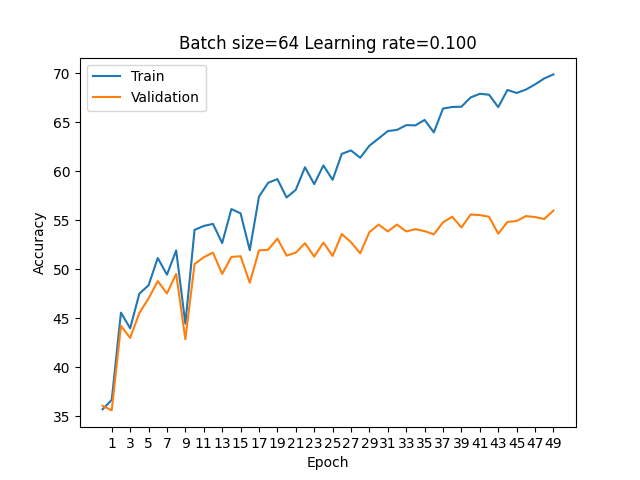 Batch size=64 Learning rate=0.100
Train
Validation
70
65
60
55
50
45
40
35
Accuracy
1 3 5 7 9 11 13 15 17 19 21 23 25 27 29 31 33 35 37 39 41 43 45 47 49
Epoch